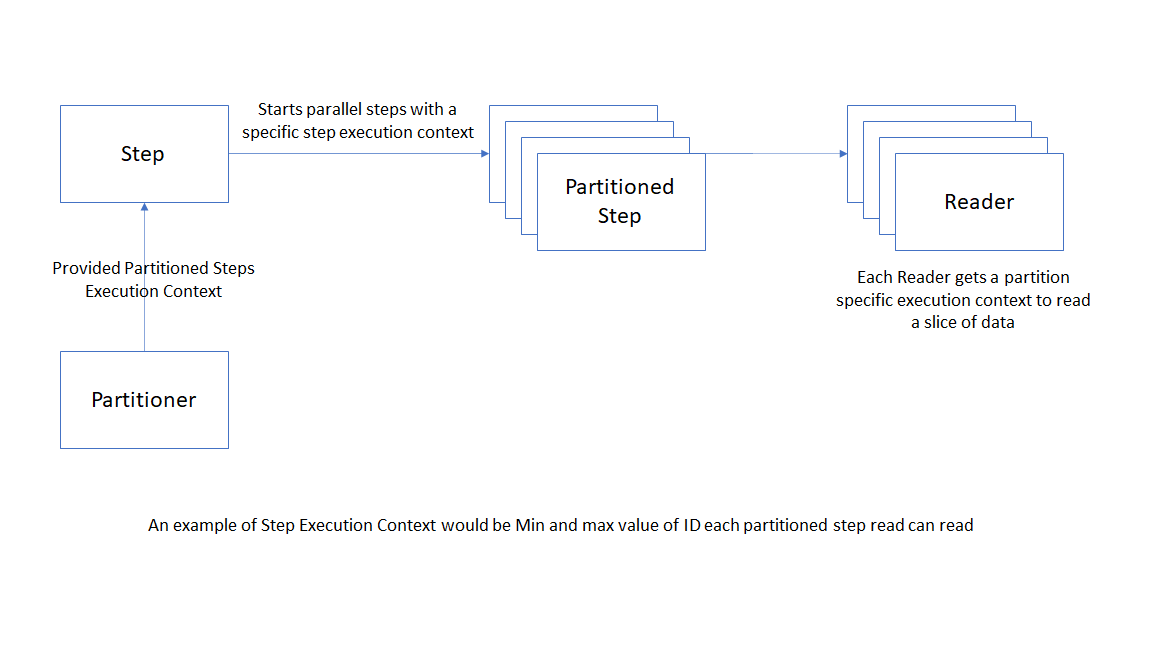 Starts parallel steps with a
specific step execution context
Step
Partitioned
Step
Reader
Provided Partitioned Steps
Execution Context
Each Reader gets a partition
specific execution context to read
a slice of data
Partitioner
An example of Step Execution Context would be Min and max value of ID each partitioned step read can read